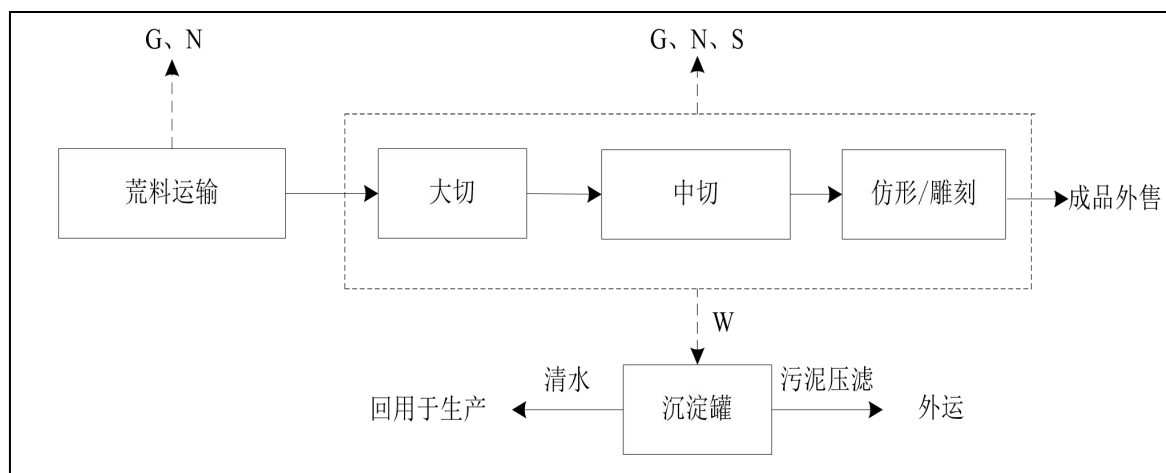 G、N
G、N、S
荒料运输
大切
中切
仿形/雕刻
成品外售
W
清水
污泥压滤
回用于生产
沉淀罐
外运